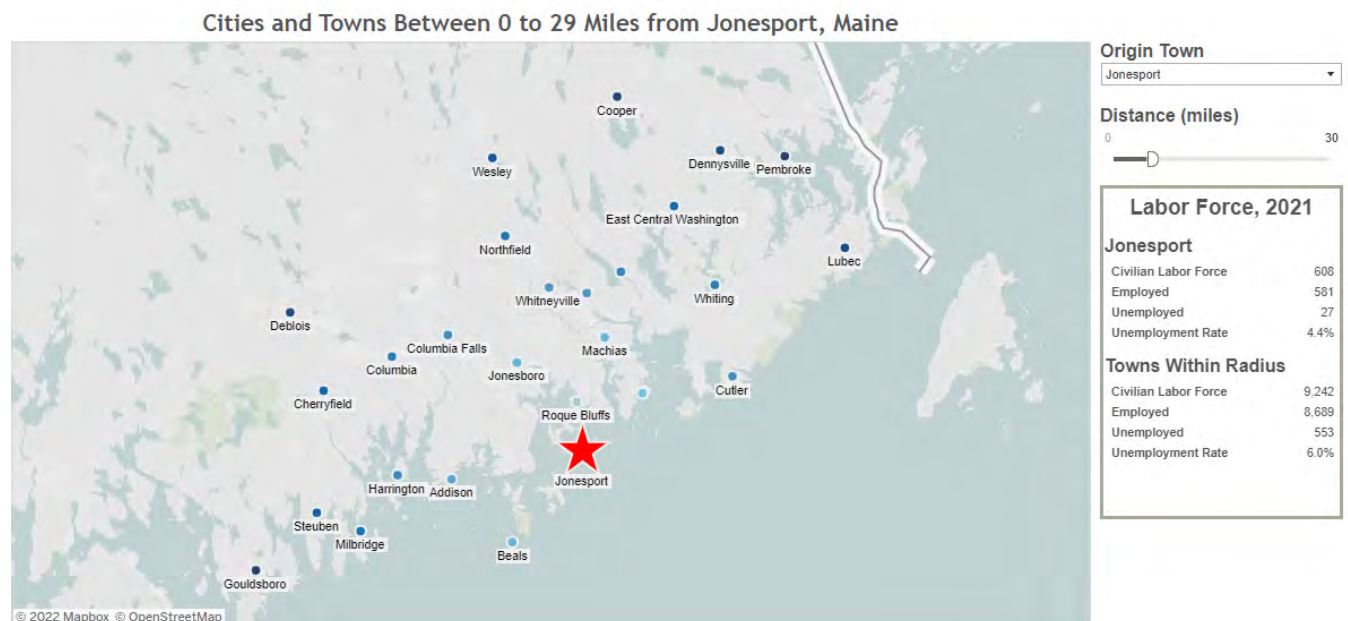 Cities and Towns Between 0 to 29 Miles from Jonesport, Maine
Origin Town
Jonesport
Distance (miles)
0 30
Cooper
Dennysville
Pembroke
Wesley
East Central Washington
Northfield
Lubec
Whitneyville
Whiting
Deblois
Columbia Falls
Machias
Columbia
Jonesboro
Cutler
Cherryfield
Roque Bluffs
Jonesport
Harrington
Addison
Steuben
Milbridge
Beals
Gouldsboro
© 2022 Mapbox © OpenStreetMap
Labor Force, 2021
Jonesport
Civilian Labor Force 608
Employed 581
Unemployed 27
Unemployment Rate 4.4%
Towns Within Radius
Civilian Labor Force 9,242
Employed 8,689
Unemployed 553
Unemployment Rate 6.0%